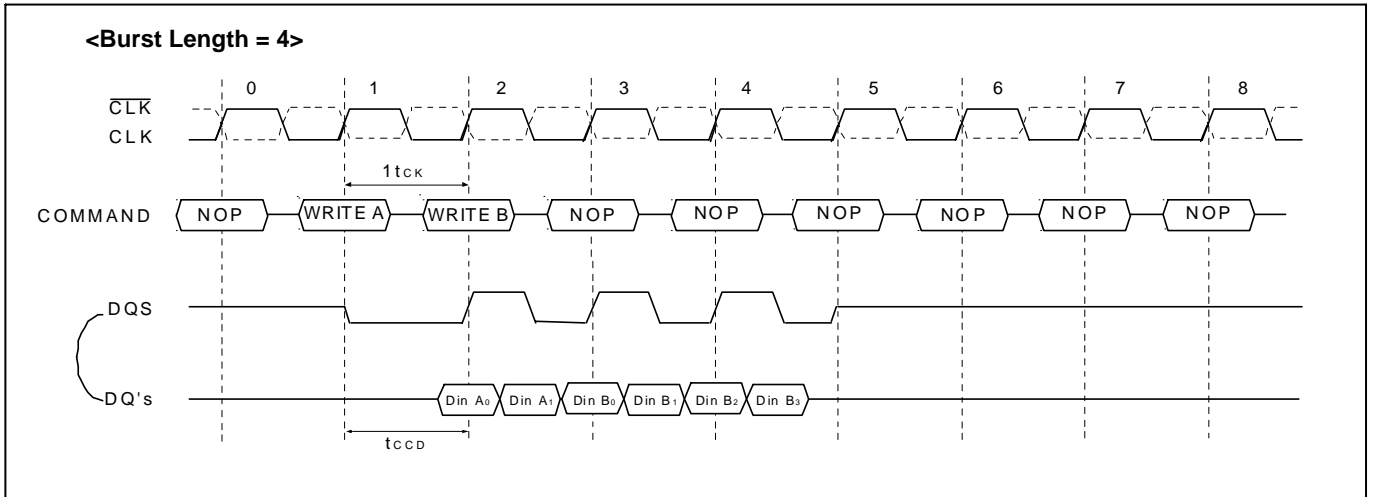 <Burst Length = 4>
0 1 2 3 4 5 6 7 8
CLK
CLK
1tCK
COMMAND NOP WRITE A WRITE B NOP NOP NOP NOP NOP NOP
DQS
DQ's Din A0 Din A1 Din B0 Din B1 Din B2 Din B3
tCCD